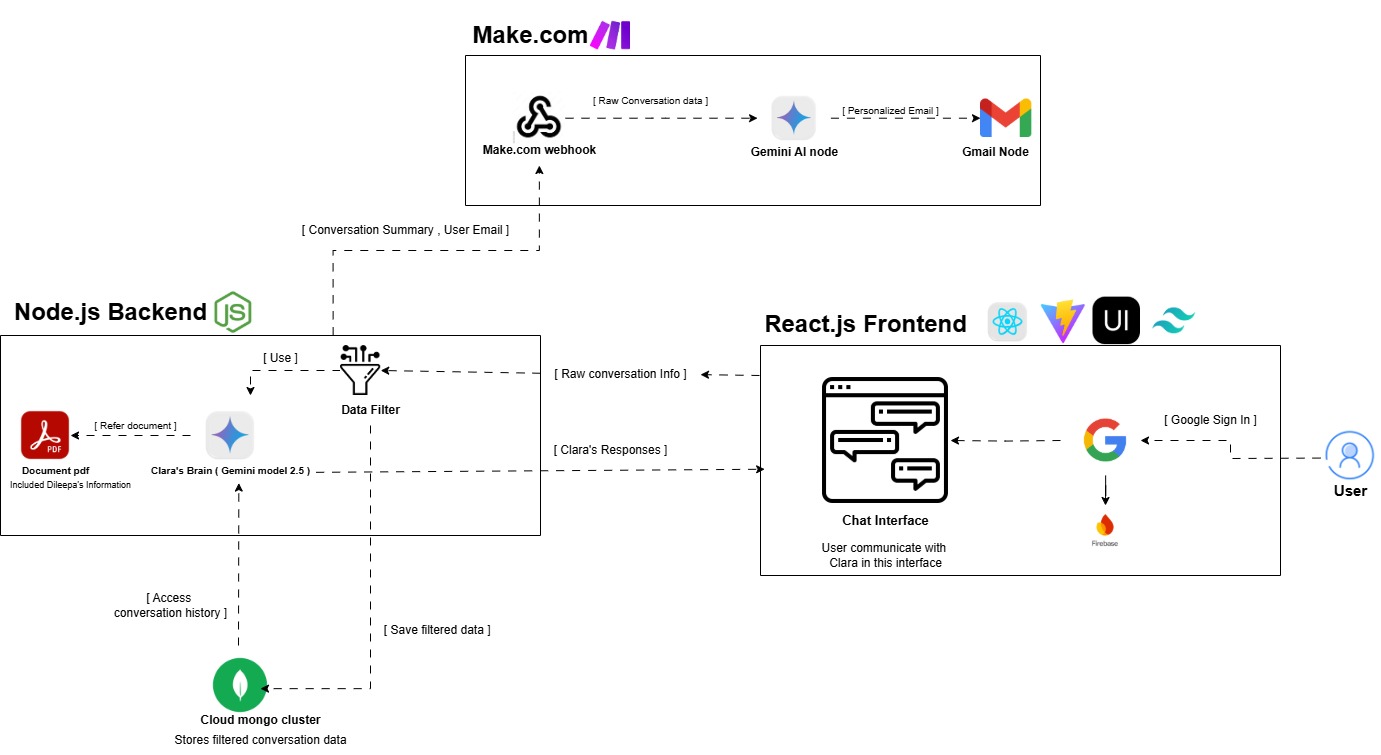 Make.com
[ Raw Conversation data ]
[ Personalized Email ]
Make.com webhook
Gemini AI node
Gmail Node
[ Conversation Summary , User Email ]
Node.js Backend
JS
React.js Frontend
UI
[ Use ]
[ Raw conversation Info ]
Data Filter
[ Refer document ]
PDF
[ Google Sign In ]
[ Clara's Responses ]
Document pdf
Included Dileepa's Information
Clara's Brain ( Gemini model 2.5 )
User
Chat Interface
Firebase
User communicate with
Clara in this interface
[ Access
conversation history ]
[ Save filtered data ]
Cloud mongo cluster
Stores filtered conversation data